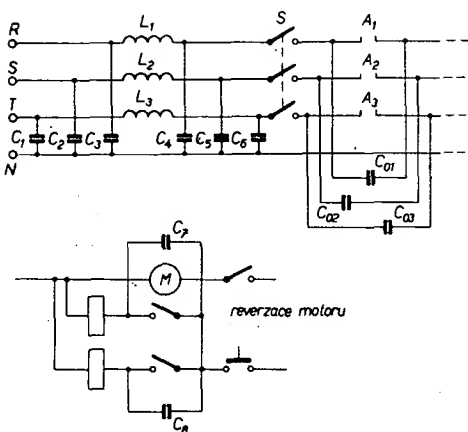 R L1 S A1
S L2 A2
T L3 A3
C1 C2 C3 C4 C5 C6
N
C01
C02 C03
C7
M
reverzace motoru
C8